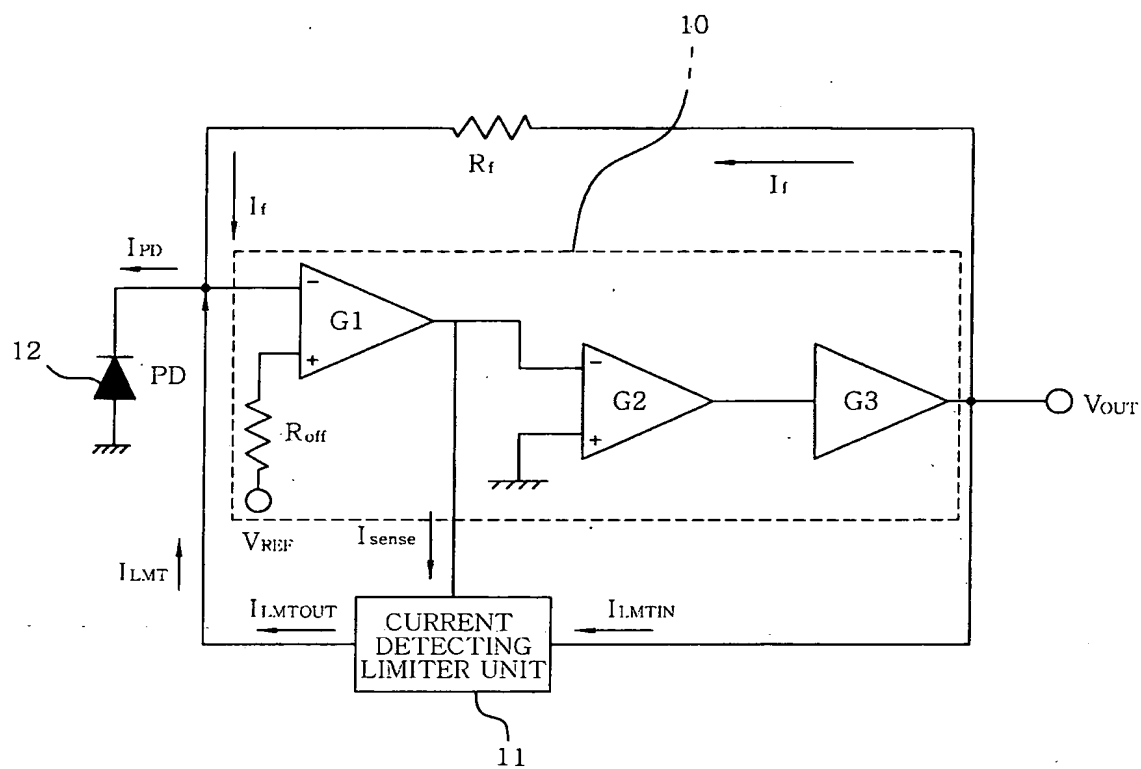 10
Rf
If
If
IPD
−
G1
+
12
PD
−
G2
+
G3
VOUT
Roff
VREF
Isense
ILMT
ILMTOUT
CURRENT
DETECTING
LIMITER UNIT
ILMTIN
11